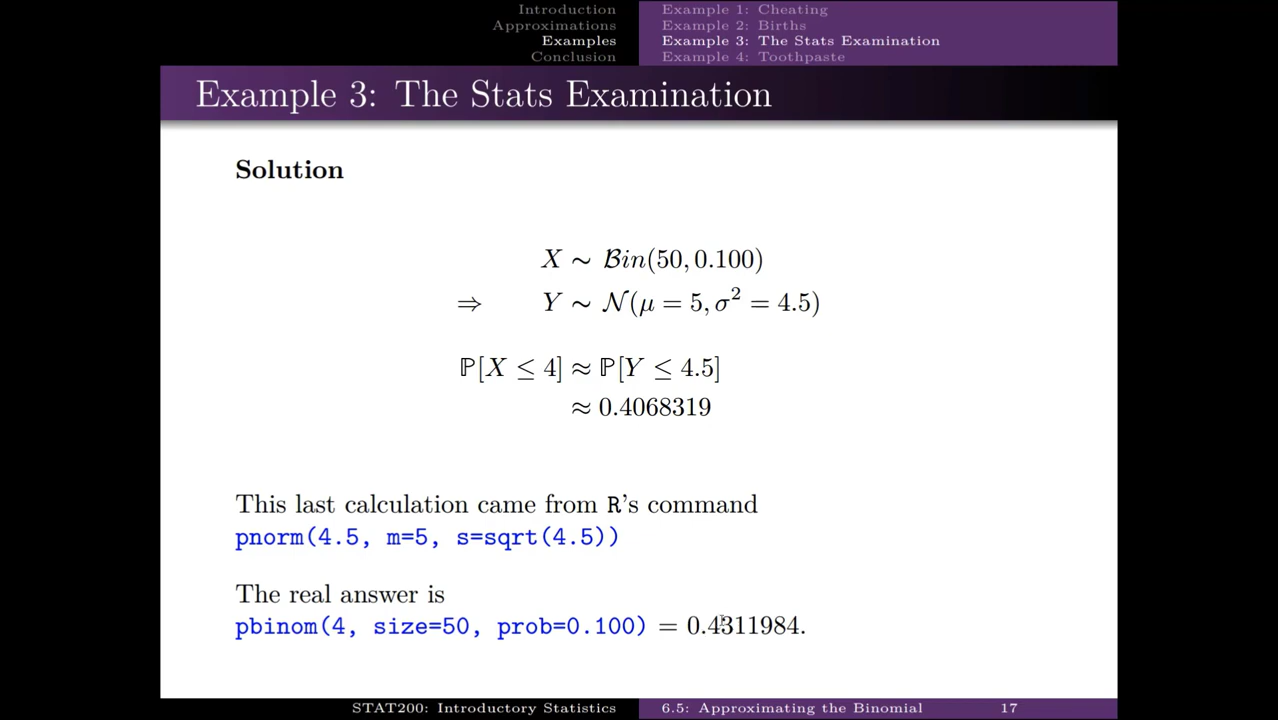 Introduction
Approximations
Examples
Conclusion
Example 1: Cheating
Example 2: Births
Example 3: The Stats Examination
Example 4: Toothpaste
Example 3: The Stats Examination
Solution
X ∼ Bin(50, 0.100)
⇒ Y ∼ N(μ = 5, σ² = 4.5)
ℙ[X ≤ 4] ≈ ℙ[Y ≤ 4.5]
≈ 0.4068319
This last calculation came from R's command
pnorm(4.5, m=5, s=sqrt(4.5))
The real answer is
pbinom(4, size=50, prob=0.100) = 0.4311984.
STAT200: Introductory Statistics 6.5: Approximating the Binomial 17